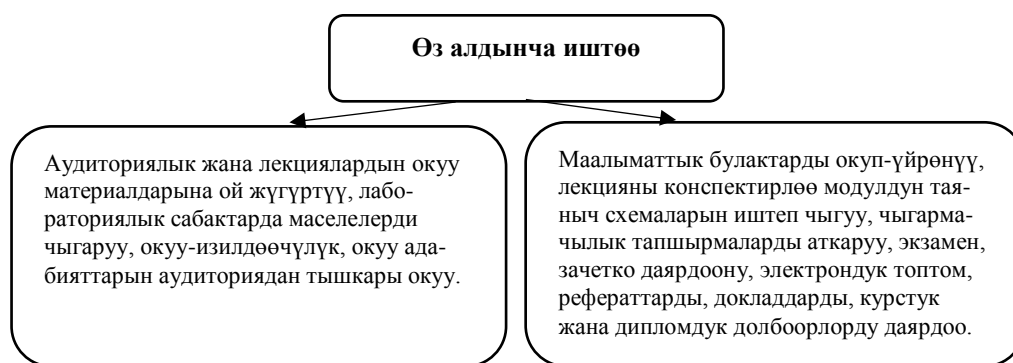 Өз алдынча иштөө
Аудиториялык жана лекциялардын окуу
материалдарына ой жүгүртүү, лабо-
раториялык сабактарда маселелерди
чыгаруу, окуу-изилдөөчүлүк, окуу ада-
бияттарын аудиториядан тышкары окуу.
Маалыматтык булактарды окуп-үйрөнүү,
лекцияны конспектирлөө модулдун тая-
ныч схемаларын иштеп чыгуу, чыгарма-
чылык тапшырмаларды аткаруу, экзамен,
зачетко даярдоону, электрондук топтом,
рефераттарды, докладдарды, курстук
жана дипломдук долбоорлорду даярдоо.